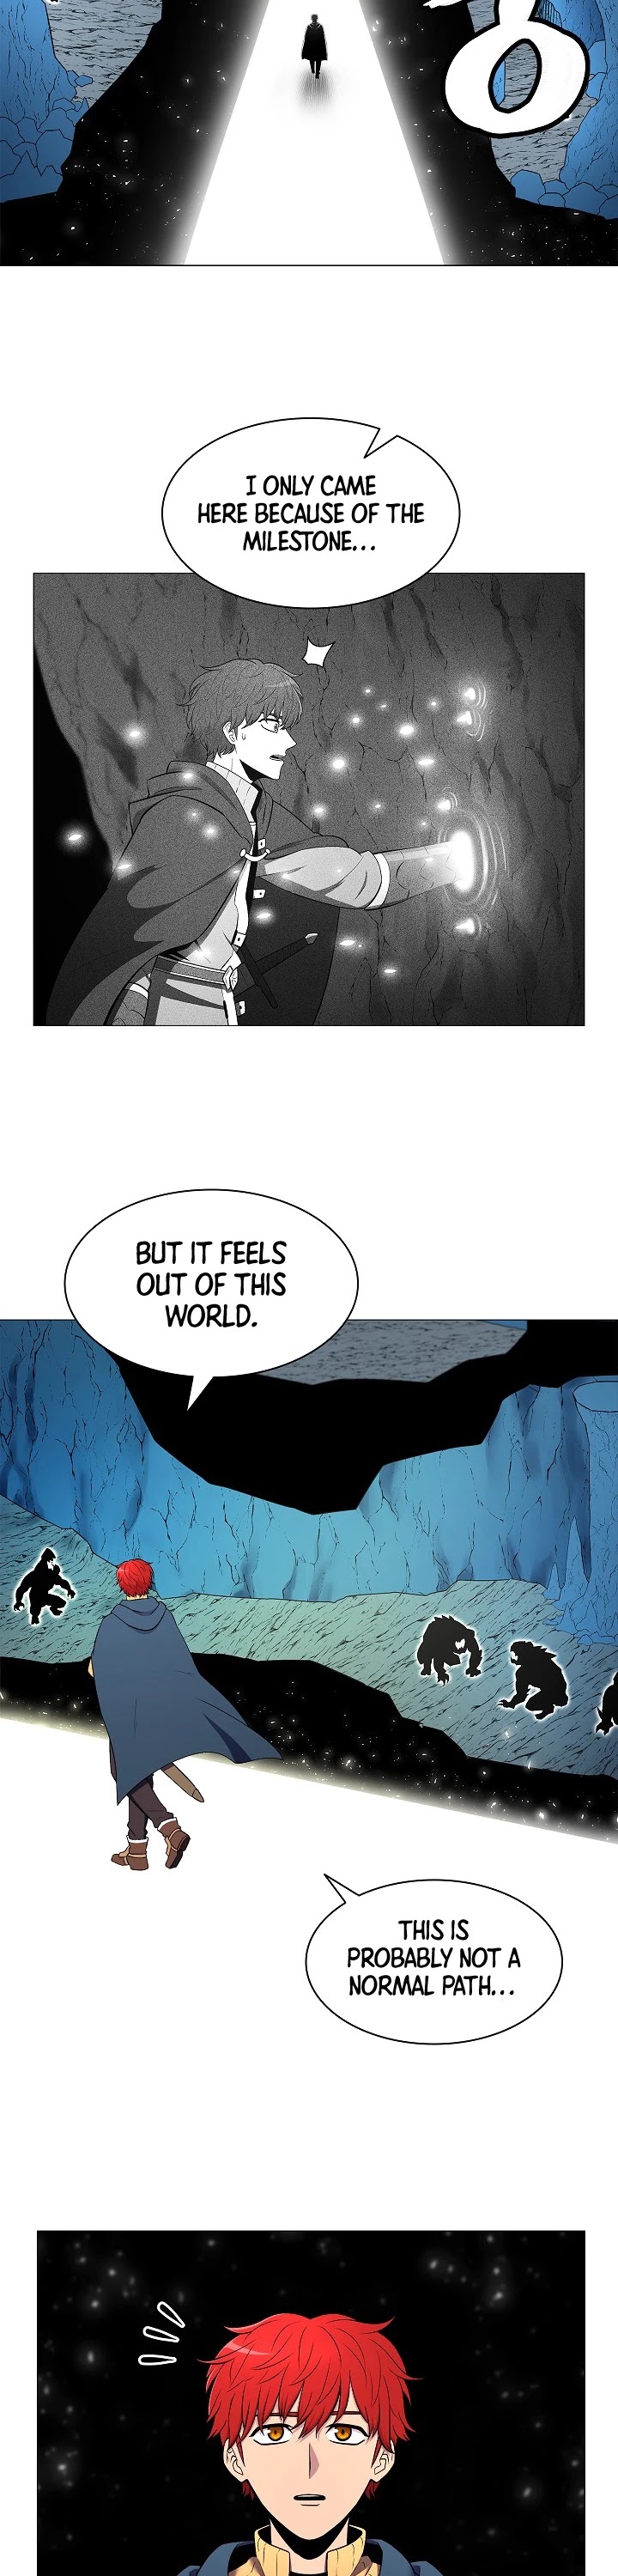 I ONLY CAME
HERE BECAUSE OF THE
MILESTONE...
BUT IT FEELS
OUT OF THIS
WORLD.
THIS IS
PROBABLY NOT A
NORMAL PATH...